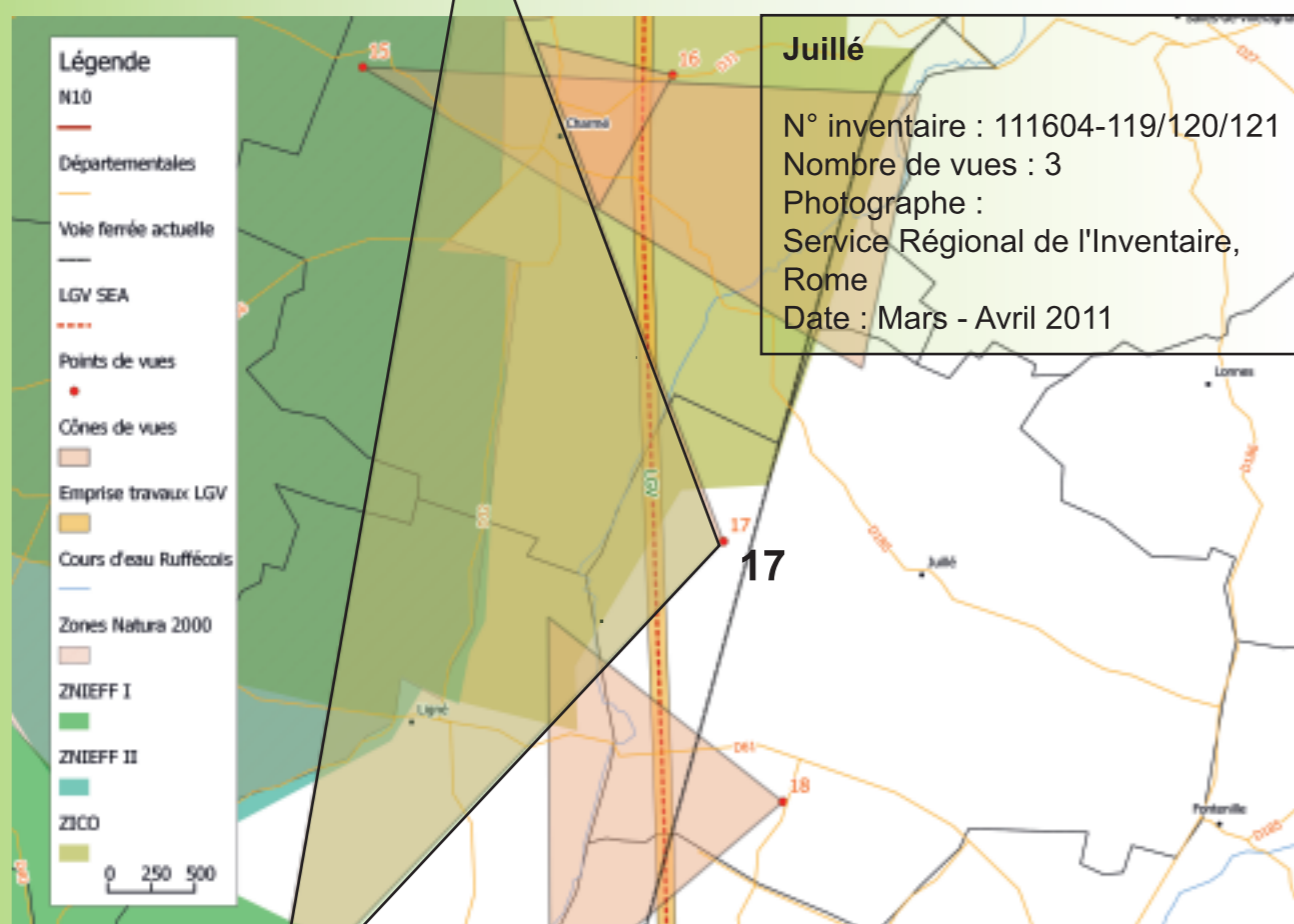 Légende
N10
Départementales
Voie ferrée actuelle
LGV SEA
Points de vues
Cônes de vues
Emprise travaux LGV
Cours d'eau Ruffécois
Zones Natura 2000
ZNIEFF I
ZNIEFF II
ZICO
0 250 500
Juillé
N° inventaire : 111604-119/120/121
Nombre de vues : 3
Photographe :
Service Régional de l'Inventaire,
Rome
Date : Mars - Avril 2011
15
16
Charmé
D27
Lonnes
LGV
17
17
Juillé
Ligné
D61
18
Fontenille
D185